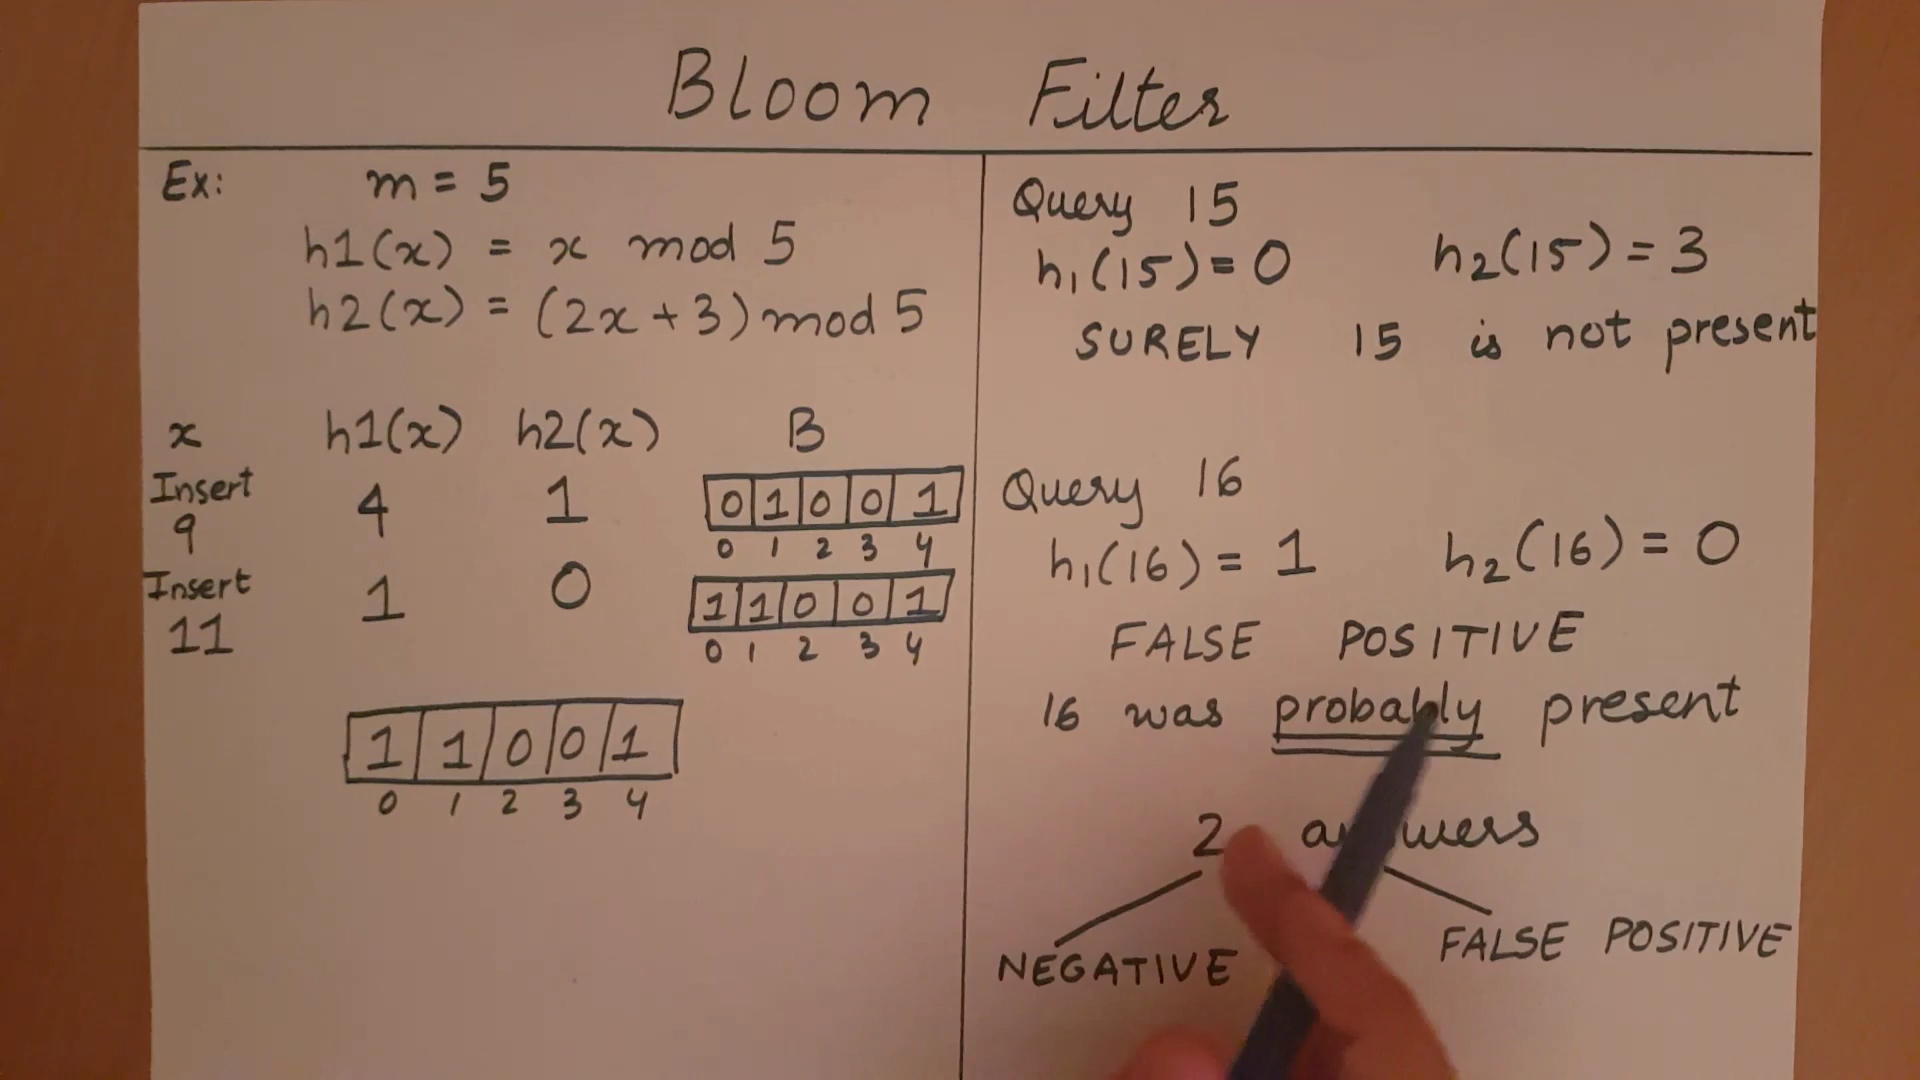 Bloom Filter
Ex: m = 5
h1(x) = x mod 5
h2(x) = (2x + 3) mod 5
x h1(x) h2(x) B
Insert 9 4 1 0 1 0 0 1
0 1 2 3 4
Insert 11 1 0 1 1 0 0 1
0 1 2 3 4
1 1 0 0 1
0 1 2 3 4
Query 15
h₁(15) = 0 h₂(15) = 3
SURELY 15 is not present
Query 16
h₁(16) = 1 h₂(16) = 0
FALSE POSITIVE
16 was probably present
2 answers
NEGATIVE FALSE POSITIVE